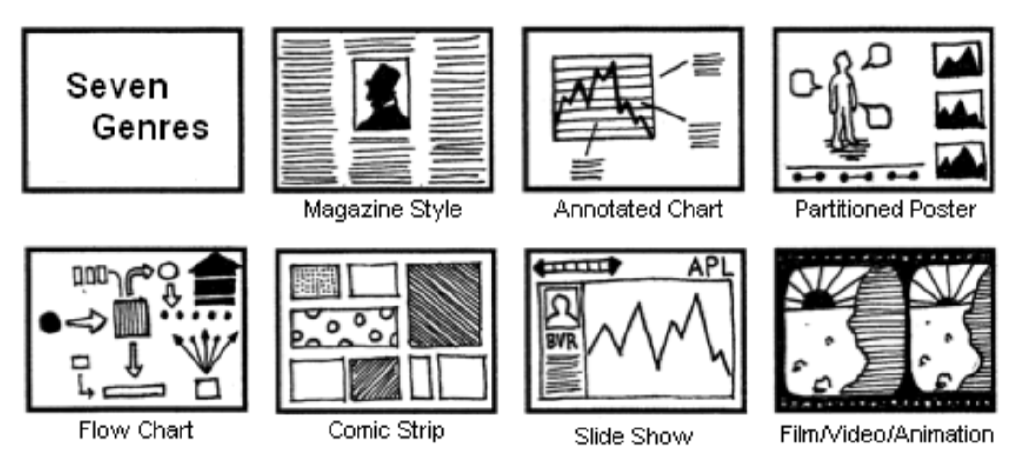 Seven
Genres
Magazine Style
Annotated Chart
Partitioned Poster
APL
BVR
Flow Chart
Comic Strip
Slide Show
Film/Video/Animation